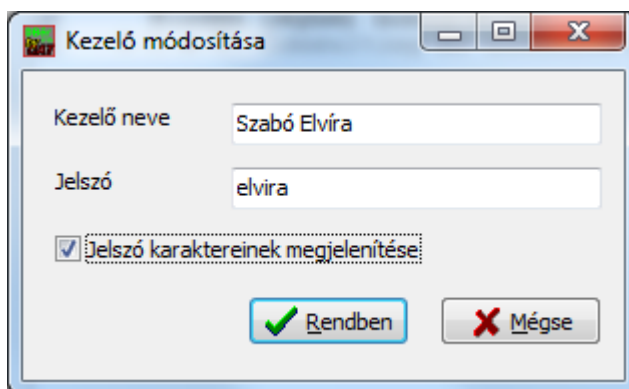 Kezelő módosítása
Kezelő neve
Szabó Elvíra
Jelszó
elvira
Jelszó karaktereinek megjelenítése
Rendben
Mégse